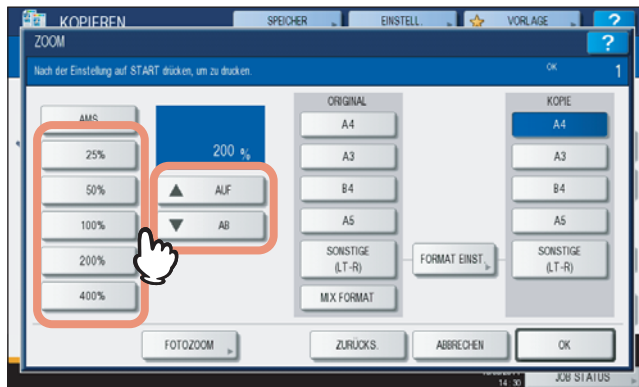 KOPIEREN
SPEICHER
EINSTELL.
VORLAGE
?
ZOOM
?
Nach der Einstellung auf START drücken, um zu drucken.
OK
1
ORIGINAL
KOPIE
AMS
200 %
A4
A4
25%
A3
A3
50%
AUF
B4
B4
100%
AB
A5
A5
200%
SONSTIGE
(LT-R)
FORMAT EINST.
SONSTIGE
(LT-R)
400%
MIX FORMAT
FOTOZOOM
ZURÜCKS.
ABBRECHEN
OK
14:30
JOB STATUS